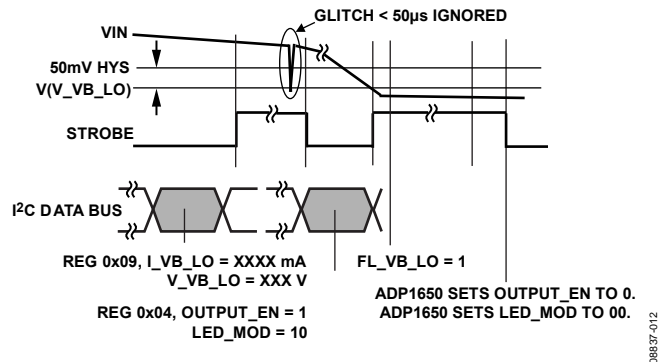 GLITCH < 50µs IGNORED
VIN
50mV HYS
V(V_VB_LO)
STROBE
I2C DATA BUS
REG 0x09, I_VB_LO = XXXX mA
V_VB_LO = XXX V
FL_VB_LO = 1
REG 0x04, OUTPUT_EN = 1
LED_MOD = 10
ADP1650 SETS OUTPUT_EN TO 0.
ADP1650 SETS LED_MOD TO 00.
08837-012